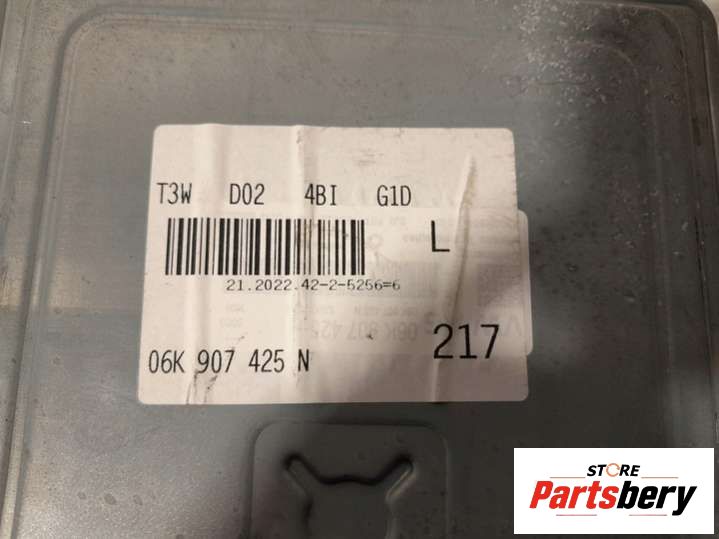 T3W D02 4BI G1D
L
21.2022.42-2-5256=6
06K 907 425 N
217
STORE
Partsbery